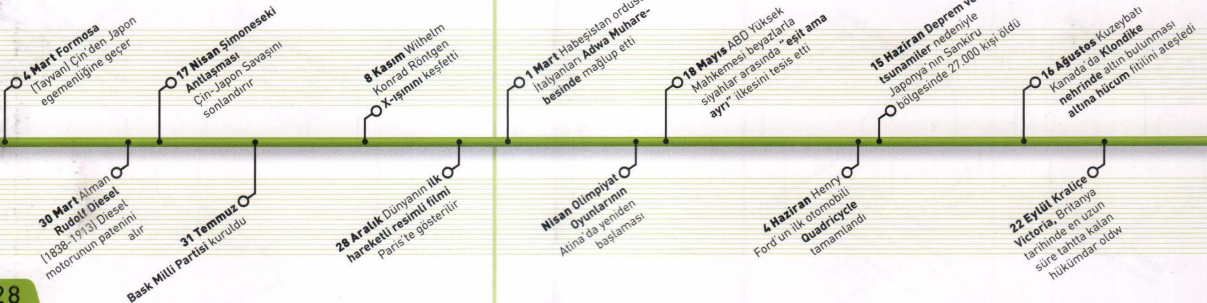 4 Mart Formosa
(Tayvan) Çin'den Japon
egemenliğine geçer
17 Nisan Şimoneseki
Antlaşması
Çin-Japon Savaşını
sonlandırır
8 Kasım Wilhelm
Konrad Röntgen
X-ışınını keşfetti
1 Mart Habeşistan ordusu
İtalyanları Adwa Muhare-
besinde mağlup etti
18 Mayıs ABD Yüksek
Mahkemesi beyazlarla
siyahlar arasında "eşit ama
ayrı" ilkesini tesis etti
15 Haziran Deprem ve
tsunamiler nedeniyle
Japonya'nın Sankiru
bölgesinde 27.000 kişi öldü
16 Ağustos Kuzeybatı
Kanada'da Klondike
nehrinde altın bulunması
altına hücum fitilini ateşledi
30 Mart Alman
Rudolf Diesel
(1638-1913) Diesel
motorunun patenini
alır
31 Temmuz
Bask Milli Partisi kuruldu
28 Aralık Dünyanın ilk
hareketli resimli filmi
Paris'te gösterilir
Nisan Olimpiyat
Oyunlarının
Atina'da yeniden
başlaması
4 Haziran Henry
Ford'un ilk otomobili
Quadricycle
tamamlandı
22 Eylül Kraliçe
Victoria, Britanya
tarihinde en uzun
süre tahtta kalan
hükümdar oldw
28